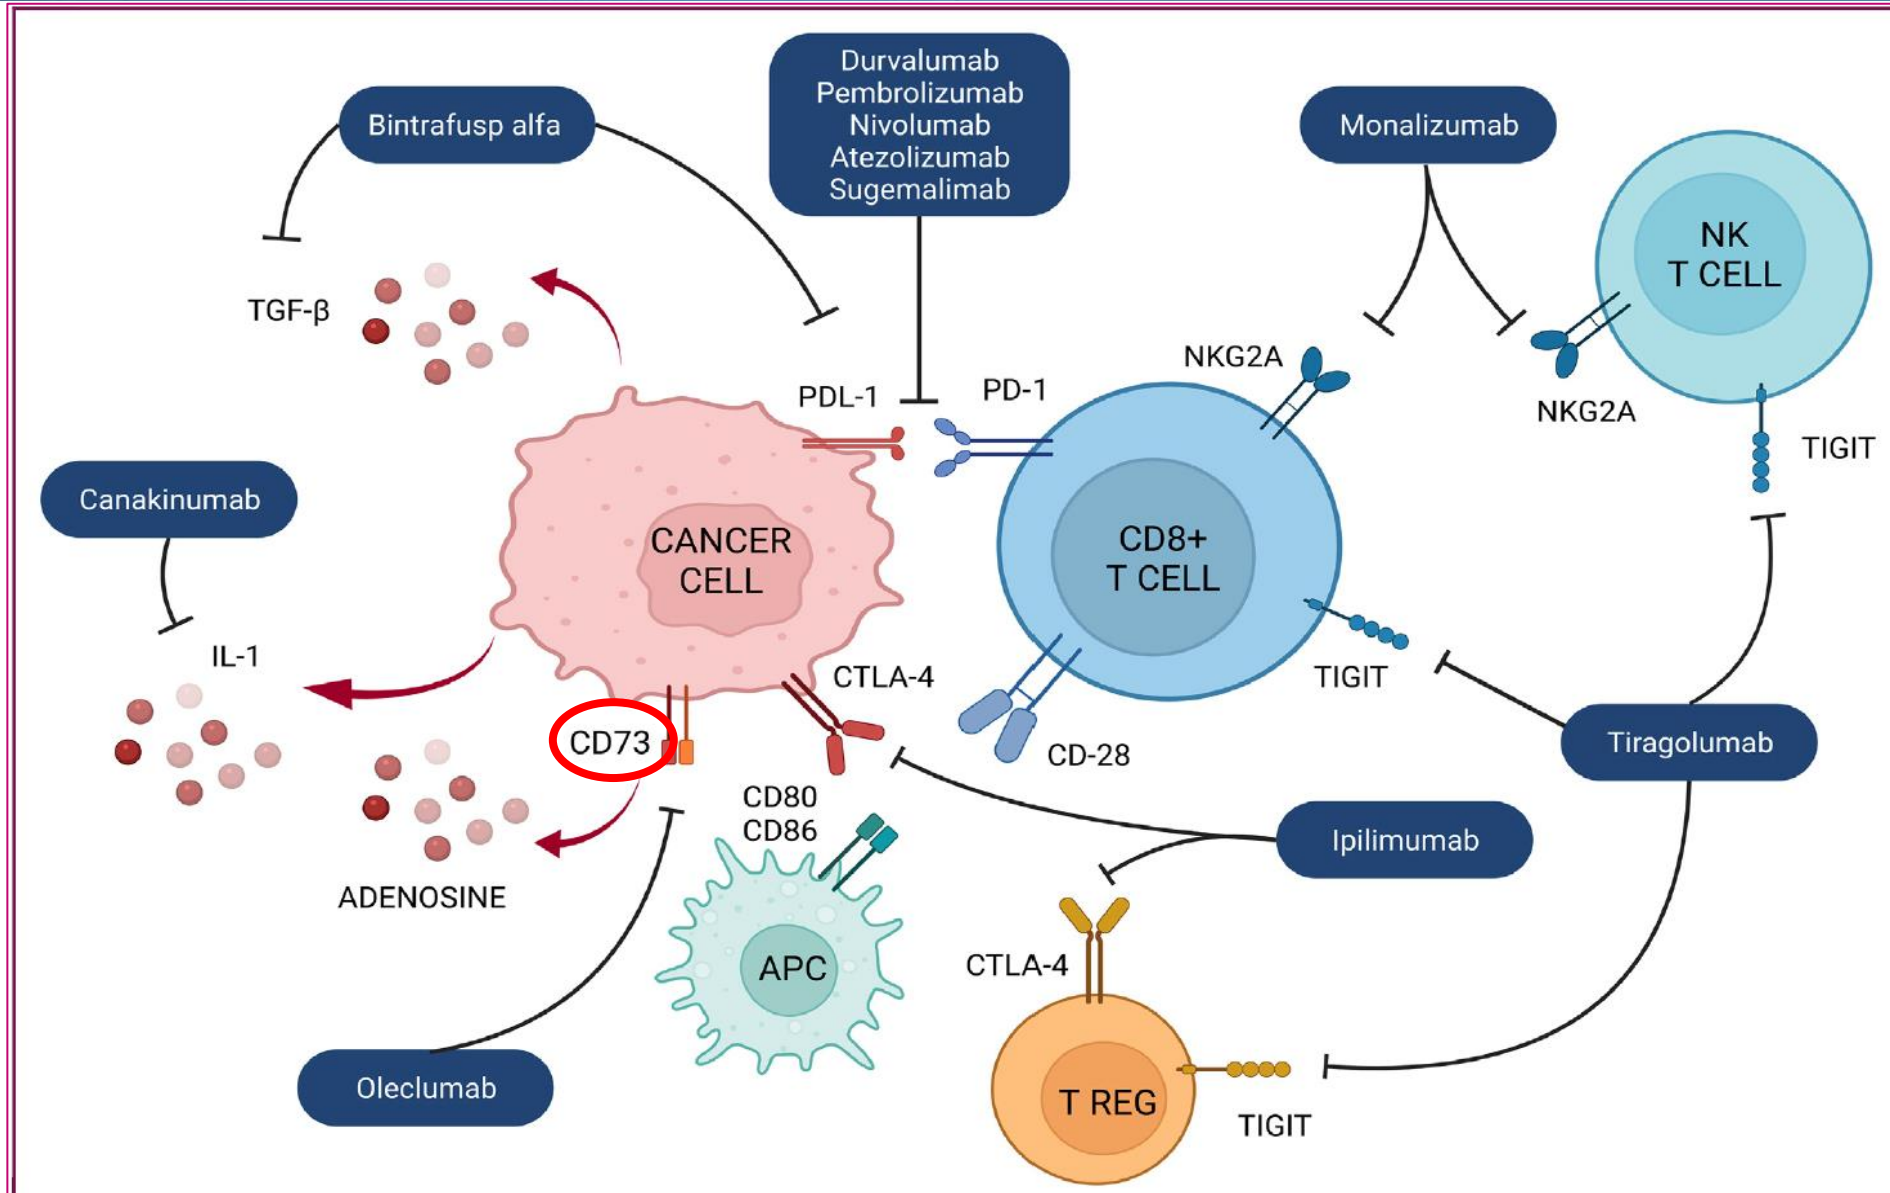 Durvalumab
Pembrolizumab
Nivolumab
Atezolizumab
Sugemalimab
Bintrafusp alfa
Monalizumab
NK
T CELL
TGF-β
NKG2A
NKG2A
PDL-1
PD-1
TIGIT
Canakinumab
CANCER
CELL
CD8+
T CELL
IL-1
CTLA-4
TIGIT
CD73
CD-28
Tiragolumab
CD80
CD86
Ipilimumab
ADENOSINE
APC
CTLA-4
Oleclumab
T REG
TIGIT